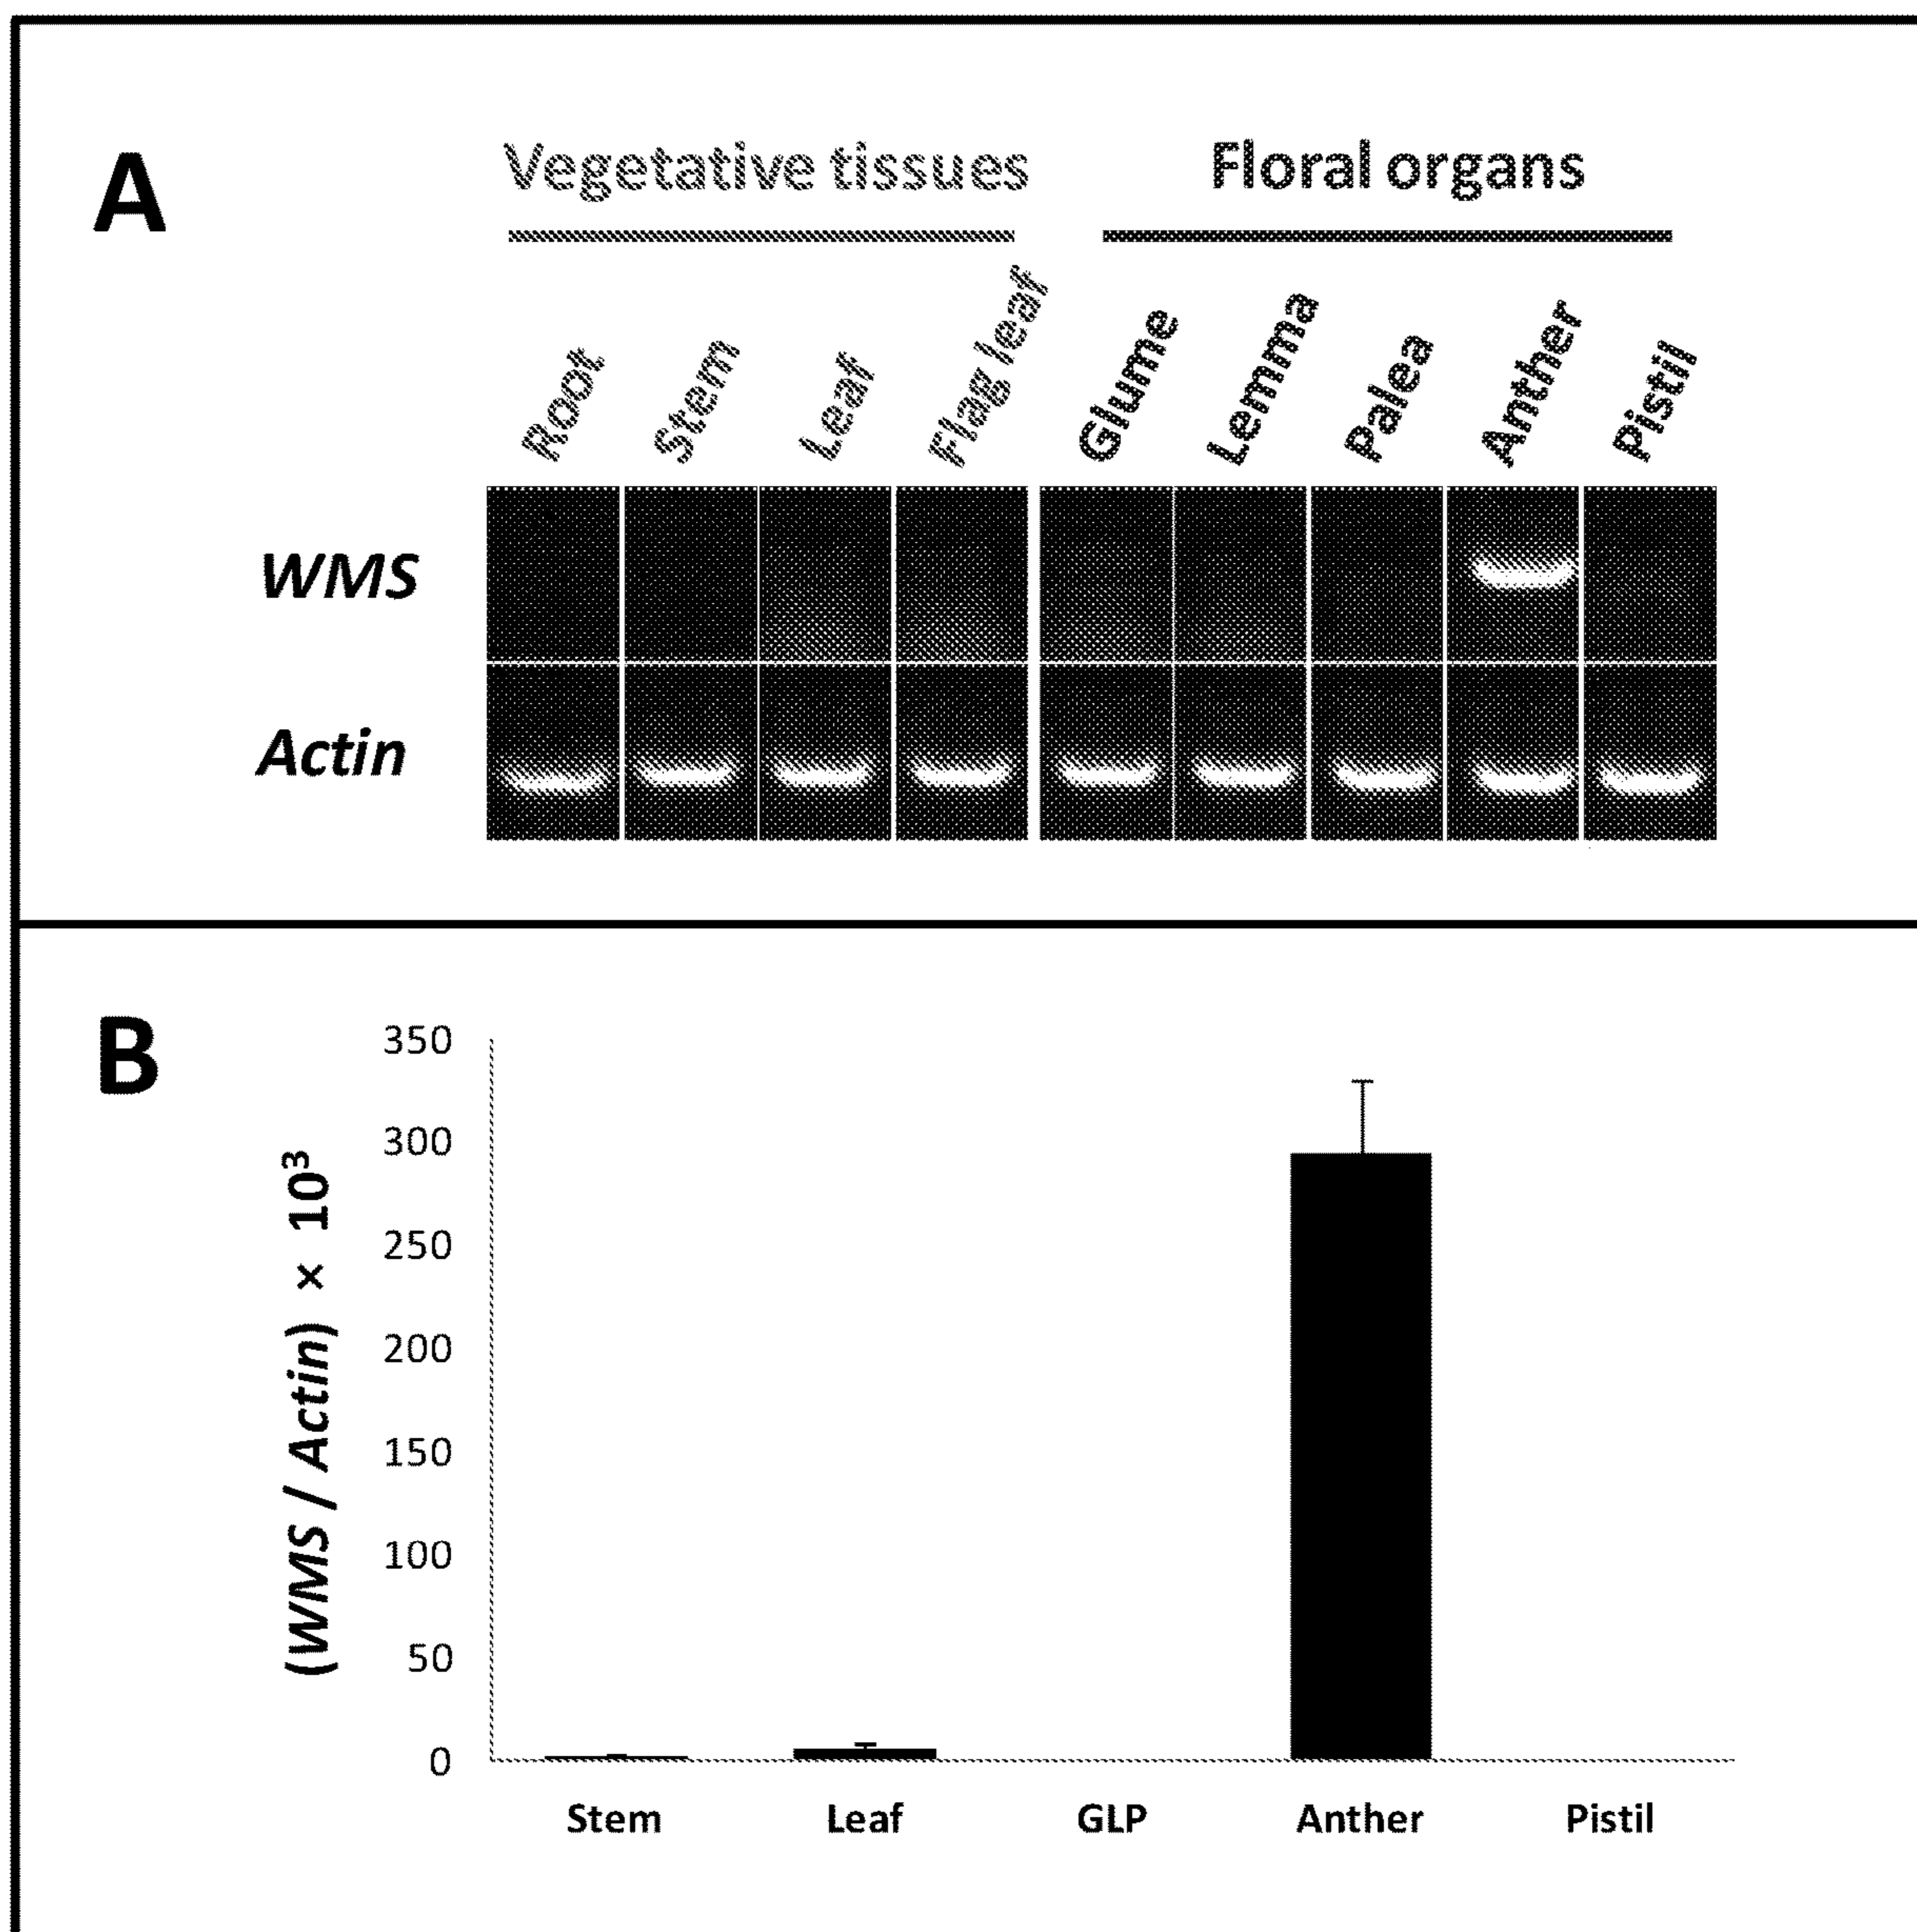 A
Vegetative tissues
Floral organs
Root
Stem
Leaf
Flag leaf
Glume
Lemma
Palea
Anther
Pistil
WMS
Actin
B
(WMS / Actin) × 10³
350
300
250
200
150
100
50
0
Stem
Leaf
GLP
Anther
Pistil